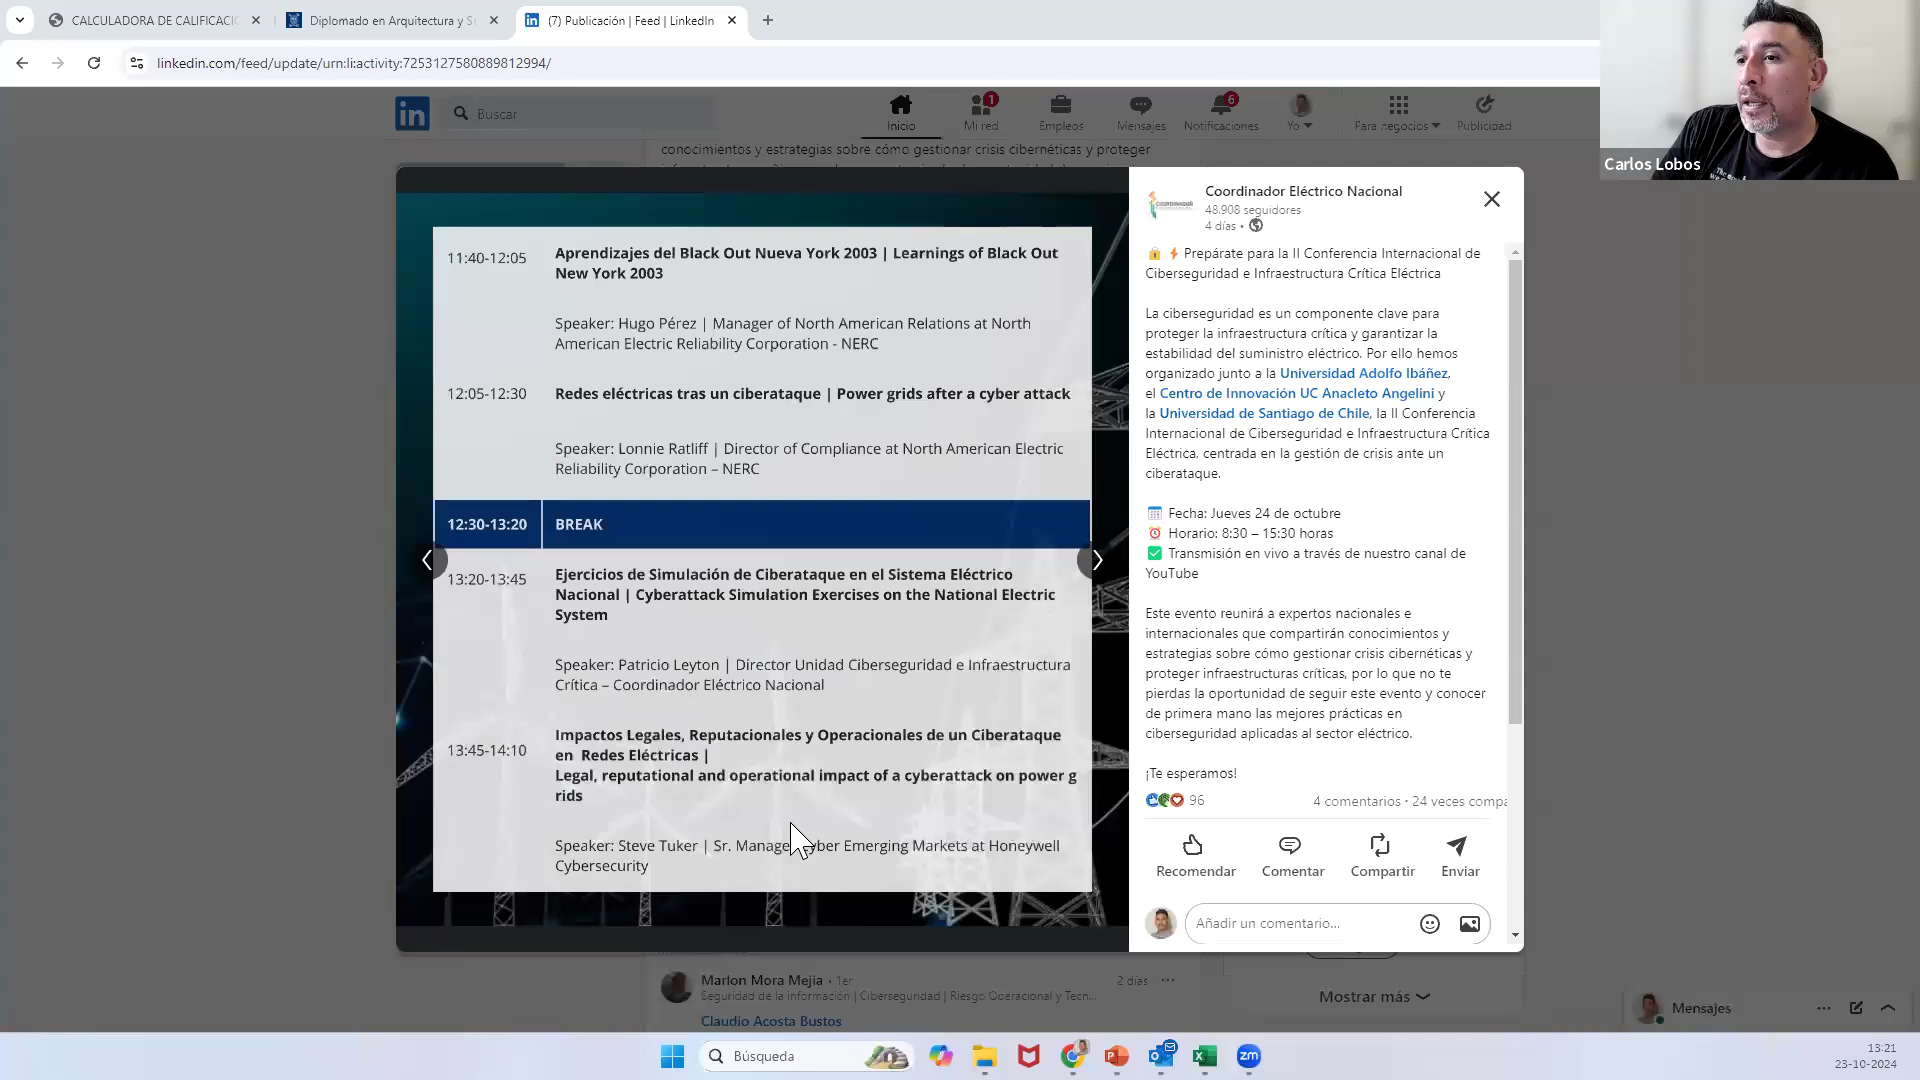 CALCULADORA DE CALIFICACI
Diplomado en Arquitectura y Se
(7) Publicación | Feed | LinkedIn
linkedin.com/feed/update/urn:li:activity:7253127580889812994/
Carlos Lobos
in
Buscar
Inicio
Mi red
1
Empleos
Mensajes
Notificaciones
6
Yo
Para negocios
Publicidad
conocimientos y estrategias sobre cómo gestionar crisis cibernéticas y proteger
11:40-12:05
Aprendizajes del Black Out Nueva York 2003 | Learnings of Black Out
New York 2003
Speaker: Hugo Pérez | Manager of North American Relations at North
American Electric Reliability Corporation - NERC
12:05-12:30
Redes eléctricas tras un ciberataque | Power grids after a cyber attack
Speaker: Lonnie Ratliff | Director of Compliance at North American Electric
Reliability Corporation – NERC
12:30-13:20
BREAK
13:20-13:45
Ejercicios de Simulación de Ciberataque en el Sistema Eléctrico
Nacional | Cyberattack Simulation Exercises on the National Electric
System
Speaker: Patricio Leyton | Director Unidad Ciberseguridad e Infraestructura
Crítica – Coordinador Eléctrico Nacional
13:45-14:10
Impactos Legales, Reputacionales y Operacionales de un Ciberataque
en Redes Eléctricas |
Legal, reputational and operational impact of a cyberattack on power g
rids
Speaker: Steve Tuker | Sr. Manage yber Emerging Markets at Honeywell
Cybersecurity
COORDINADOR
Coordinador Eléctrico Nacional
48.908 seguidores
4 días •
Prepárate para la II Conferencia Internacional de
Ciberseguridad e Infraestructura Crítica Eléctrica
La ciberseguridad es un componente clave para
proteger la infraestructura crítica y garantizar la
estabilidad del suministro eléctrico. Por ello hemos
organizado junto a la Universidad Adolfo Ibáñez,
el Centro de Innovación UC Anacleto Angelini y
la Universidad de Santiago de Chile, la II Conferencia
Internacional de Ciberseguridad e Infraestructura Crítica
Eléctrica, centrada en la gestión de crisis ante un
ciberataque.
Fecha: Jueves 24 de octubre
Horario: 8:30 – 15:30 horas
Transmisión en vivo a través de nuestro canal de
YouTube
Este evento reunirá a expertos nacionales e
internacionales que compartirán conocimientos y
estrategias sobre cómo gestionar crisis cibernéticas y
proteger infraestructuras críticas, por lo que no te
pierdas la oportunidad de seguir este evento y conocer
de primera mano las mejores prácticas en
ciberseguridad aplicadas al sector eléctrico.
¡Te esperamos!
96
4 comentarios • 24 veces compa
Recomendar
Comentar
Compartir
Enviar
Añadir un comentario...
Marlon Mora Mejia • 1er
2 días
Seguridad de la información | Ciberseguridad | Riesgo Operacional y Tecn...
Claudio Acosta Bustos
Mostrar más
Mensajes
Búsqueda
zm
13:21
23-10-2024